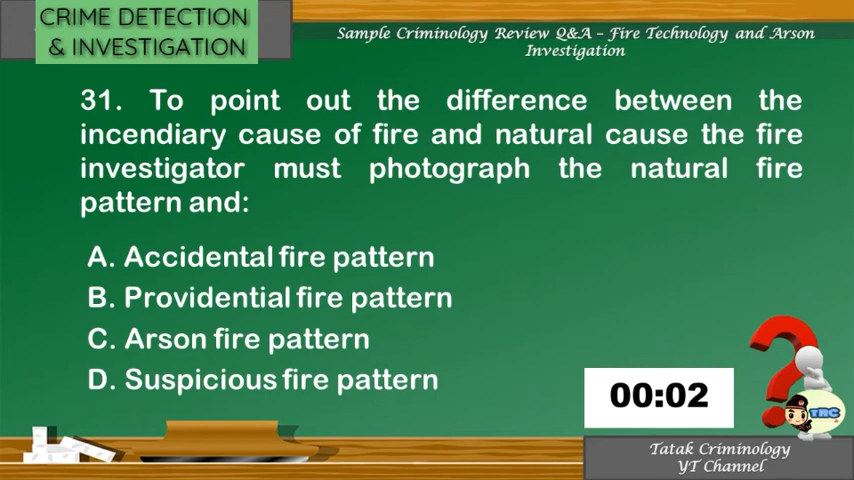 CRIME DETECTION
& INVESTIGATION
Sample Criminology Review Q&A – Fire Technology and Arson
Investigation
31. To point out the difference between the
incendiary cause of fire and natural cause the fire
investigator must photograph the natural fire
pattern and:
A. Accidental fire pattern
B. Providential fire pattern
C. Arson fire pattern
D. Suspicious fire pattern
00:02
TRC
Tatak Criminology
YT Channel